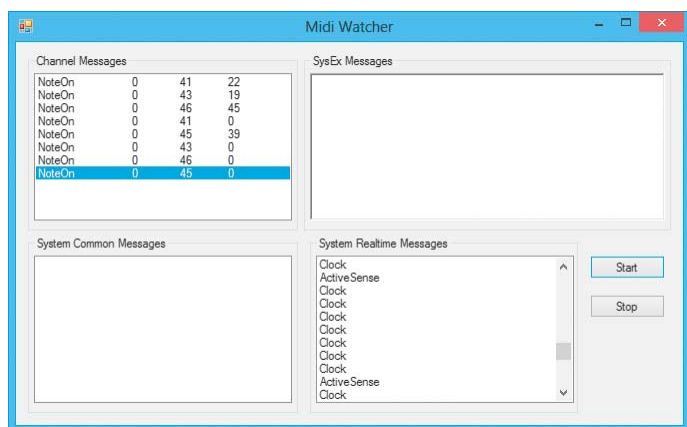 Midi Watcher
Channel Messages
NoteOn 0 41 22
NoteOn 0 43 19
NoteOn 0 46 45
NoteOn 0 41 0
NoteOn 0 45 39
NoteOn 0 43 0
NoteOn 0 46 0
NoteOn 0 45 0
SysEx Messages
System Common Messages
System Realtime Messages
Clock
ActiveSense
Clock
Clock
Clock
Clock
Clock
Clock
Clock
ActiveSense
Clock
Start
Stop